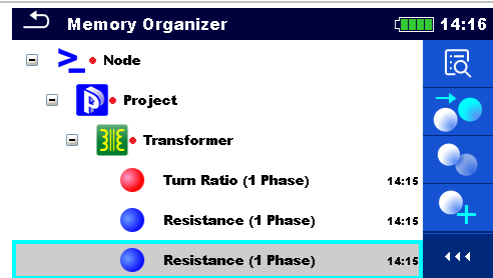 Memory Organizer 14:16
Node
Project
Transformer
Turn Ratio (1 Phase) 14:15
Resistance (1 Phase) 14:15
Resistance (1 Phase) 14:15